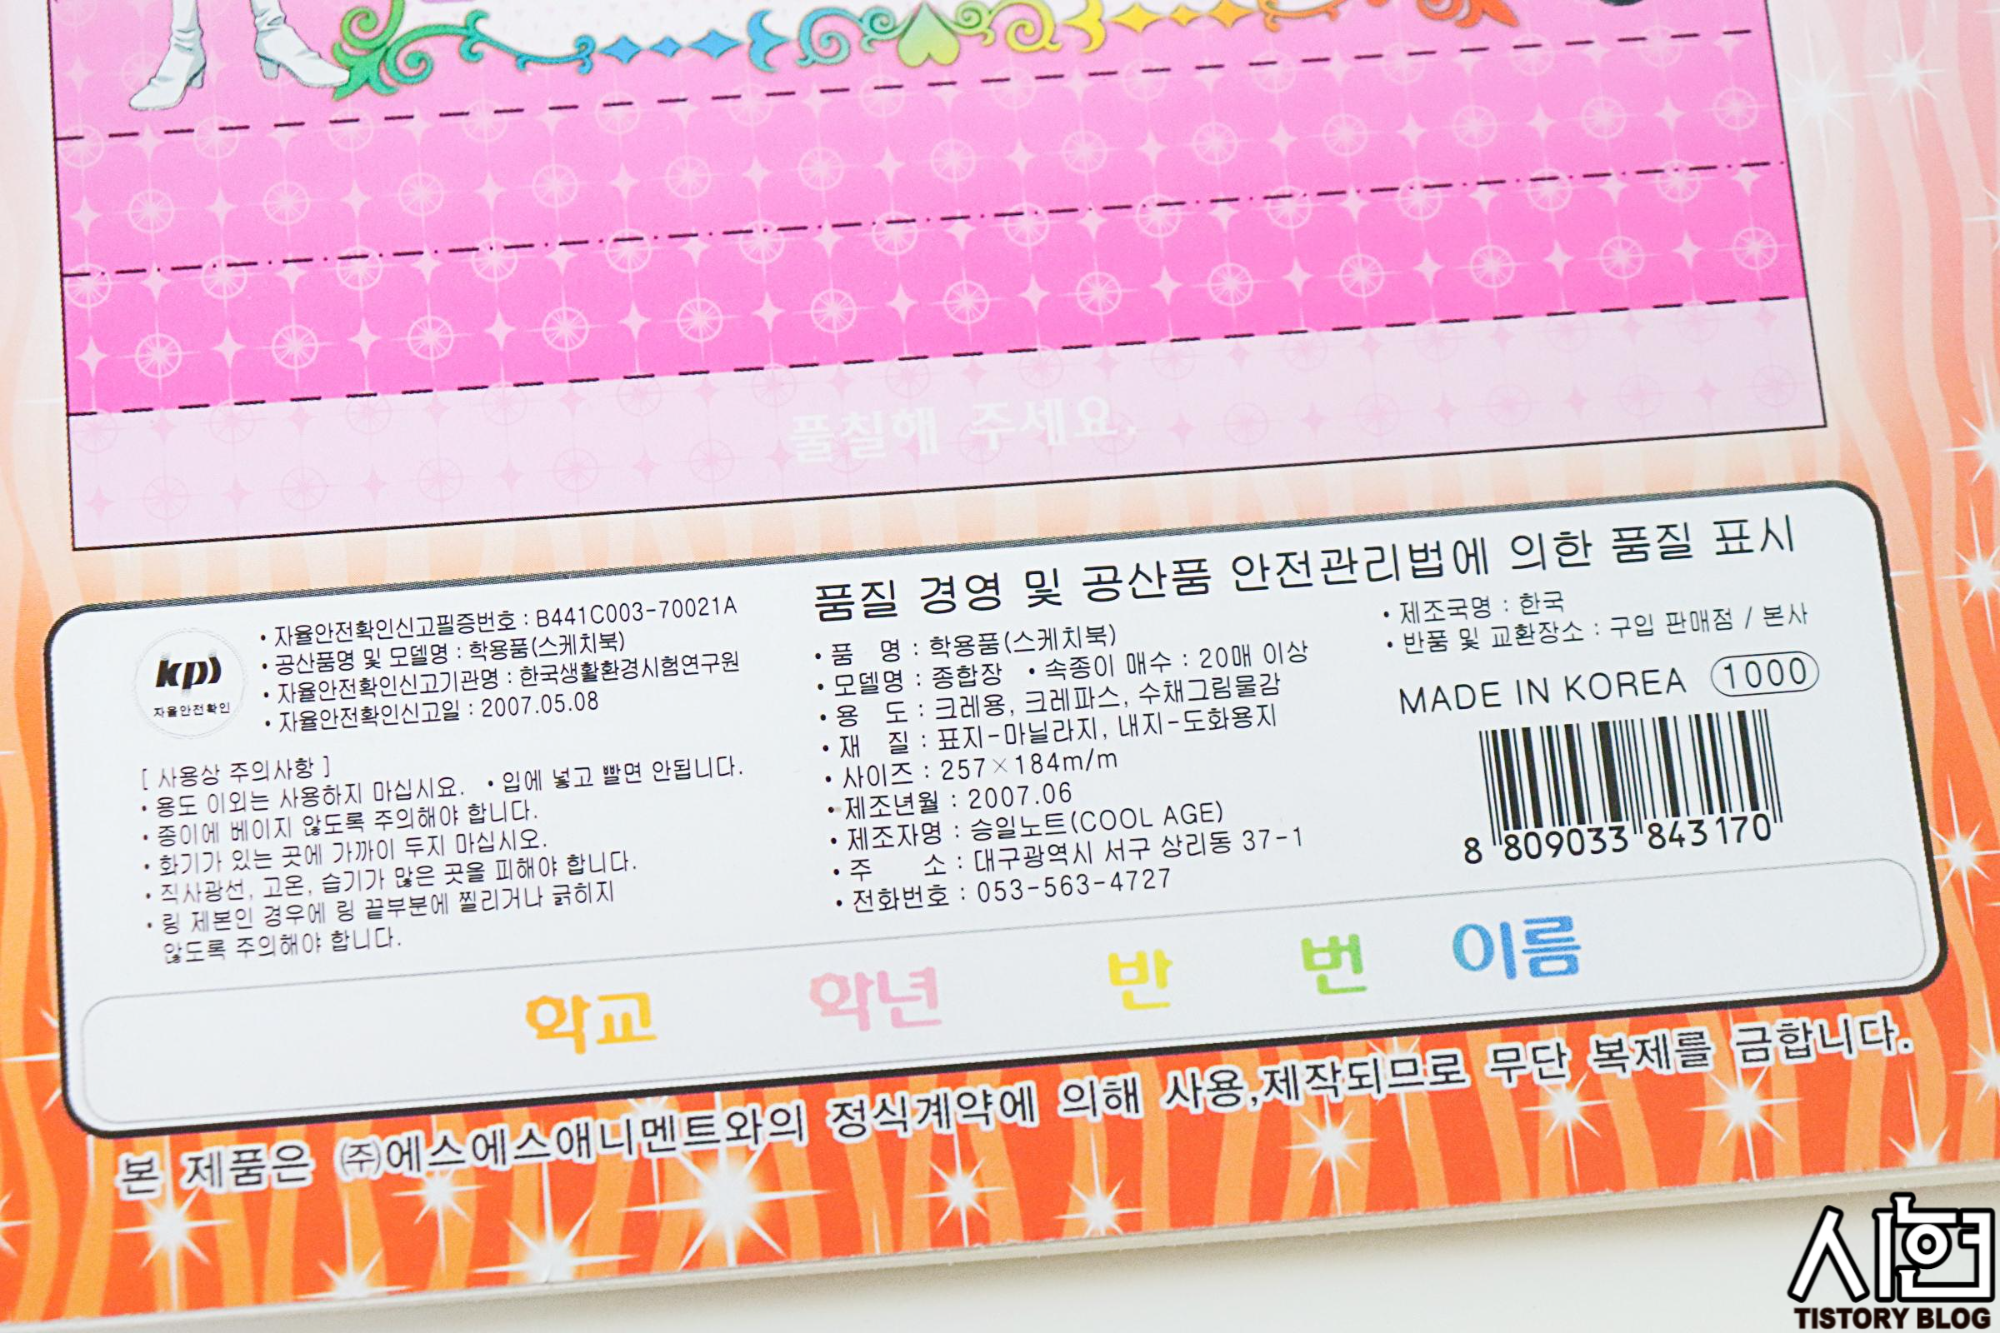 풀칠해 주세요.
품질 경영 및 공산품 안전관리법에 의한 품질 표시
kps
자율안전확인
• 자율안전확인신고필증번호 : B441C003-70021A
• 공산품명 및 모델명 : 학용품(스케치북)
• 자율안전확인신고기관명 : 한국생활환경시험연구원
• 자율안전확인신고일 : 2007.05.08
[ 사용상 주의사항 ]
• 용도 이외는 사용하지 마십시요. • 입에 넣고 빨면 안됩니다.
• 종이에 베이지 않도록 주의해야 합니다.
• 화기가 있는 곳에 가까이 두지 마십시오.
• 직사광선, 고온, 습기가 많은 곳을 피해야 합니다.
• 링 제본인 경우에 링 끝부분에 찔리거나 긁히지
않도록 주의해야 합니다.
• 품 명 : 학용품(스케치북)
• 모델명 : 종합장 • 속종이 매수 : 20매 이상
• 용 도 : 크레용, 크레파스, 수채그림물감
• 재 질 : 표지-마닐라지, 내지-도화용지
• 사이즈 : 257×184m/m
• 제조년월 : 2007.06
• 제조자명 : 승일노트(COOL AGE)
• 주 소 : 대구광역시 서구 상리동 37-1
• 전화번호 : 053-563-4727
• 제조국명 : 한국
• 반품 및 교환장소 : 구입 판매점 / 본사
MADE IN KOREA 1000
8 809033 843170
학교 학년 반 번 이름
본 제품은 ㈜에스에스애니멘트와의 정식계약에 의해 사용,제작되므로 무단 복제를 금합니다.
시현
TISTORY BLOG